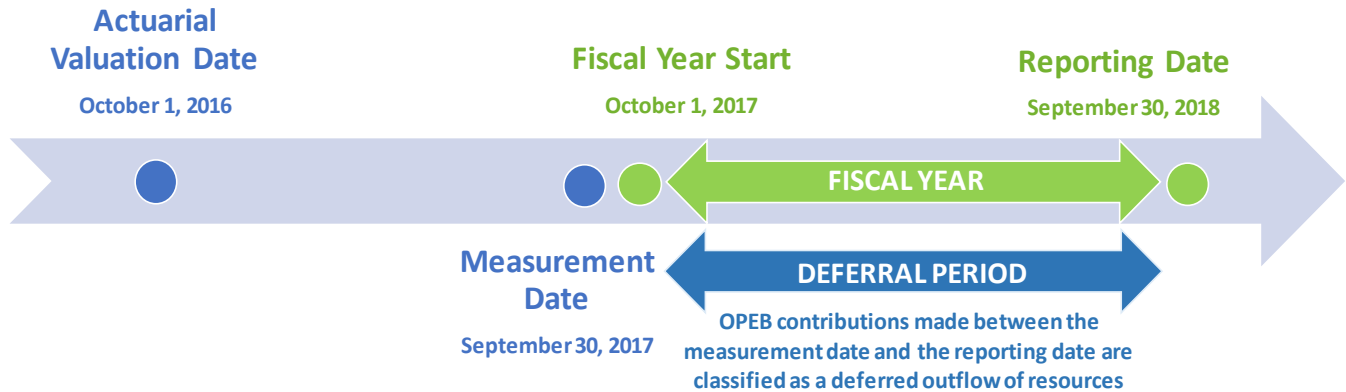 Actuarial
Valuation Date
October 1, 2016
Fiscal Year Start
October 1, 2017
Reporting Date
September 30, 2018
FISCAL YEAR
Measurement
Date
September 30, 2017
DEFERRAL PERIOD
OPEB contributions made between the
measurement date and the reporting date are
classified as a deferred outflow of resources